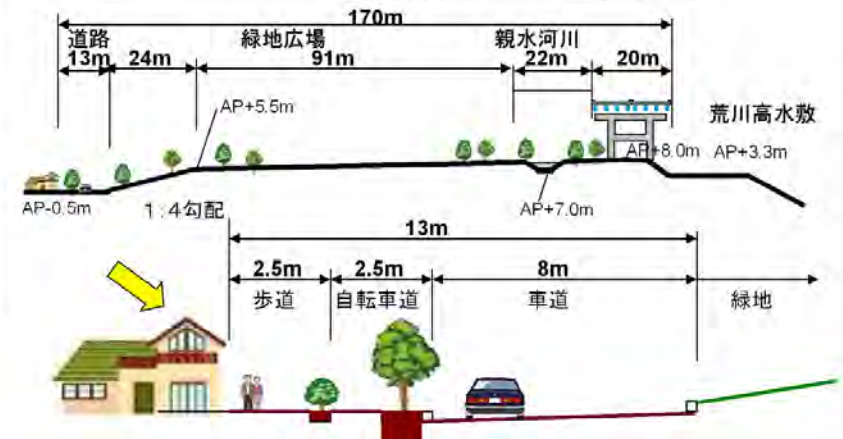 170m
道路 緑地広場 親水河川
13m 24m 91m 22m 20m
AP+5.5m
荒川高水敷
AP+8.0m AP+3.3m
AP-0.5m 1:4勾配 AP+7.0m
13m
2.5m 2.5m 8m
歩道 自転車道 車道 緑地